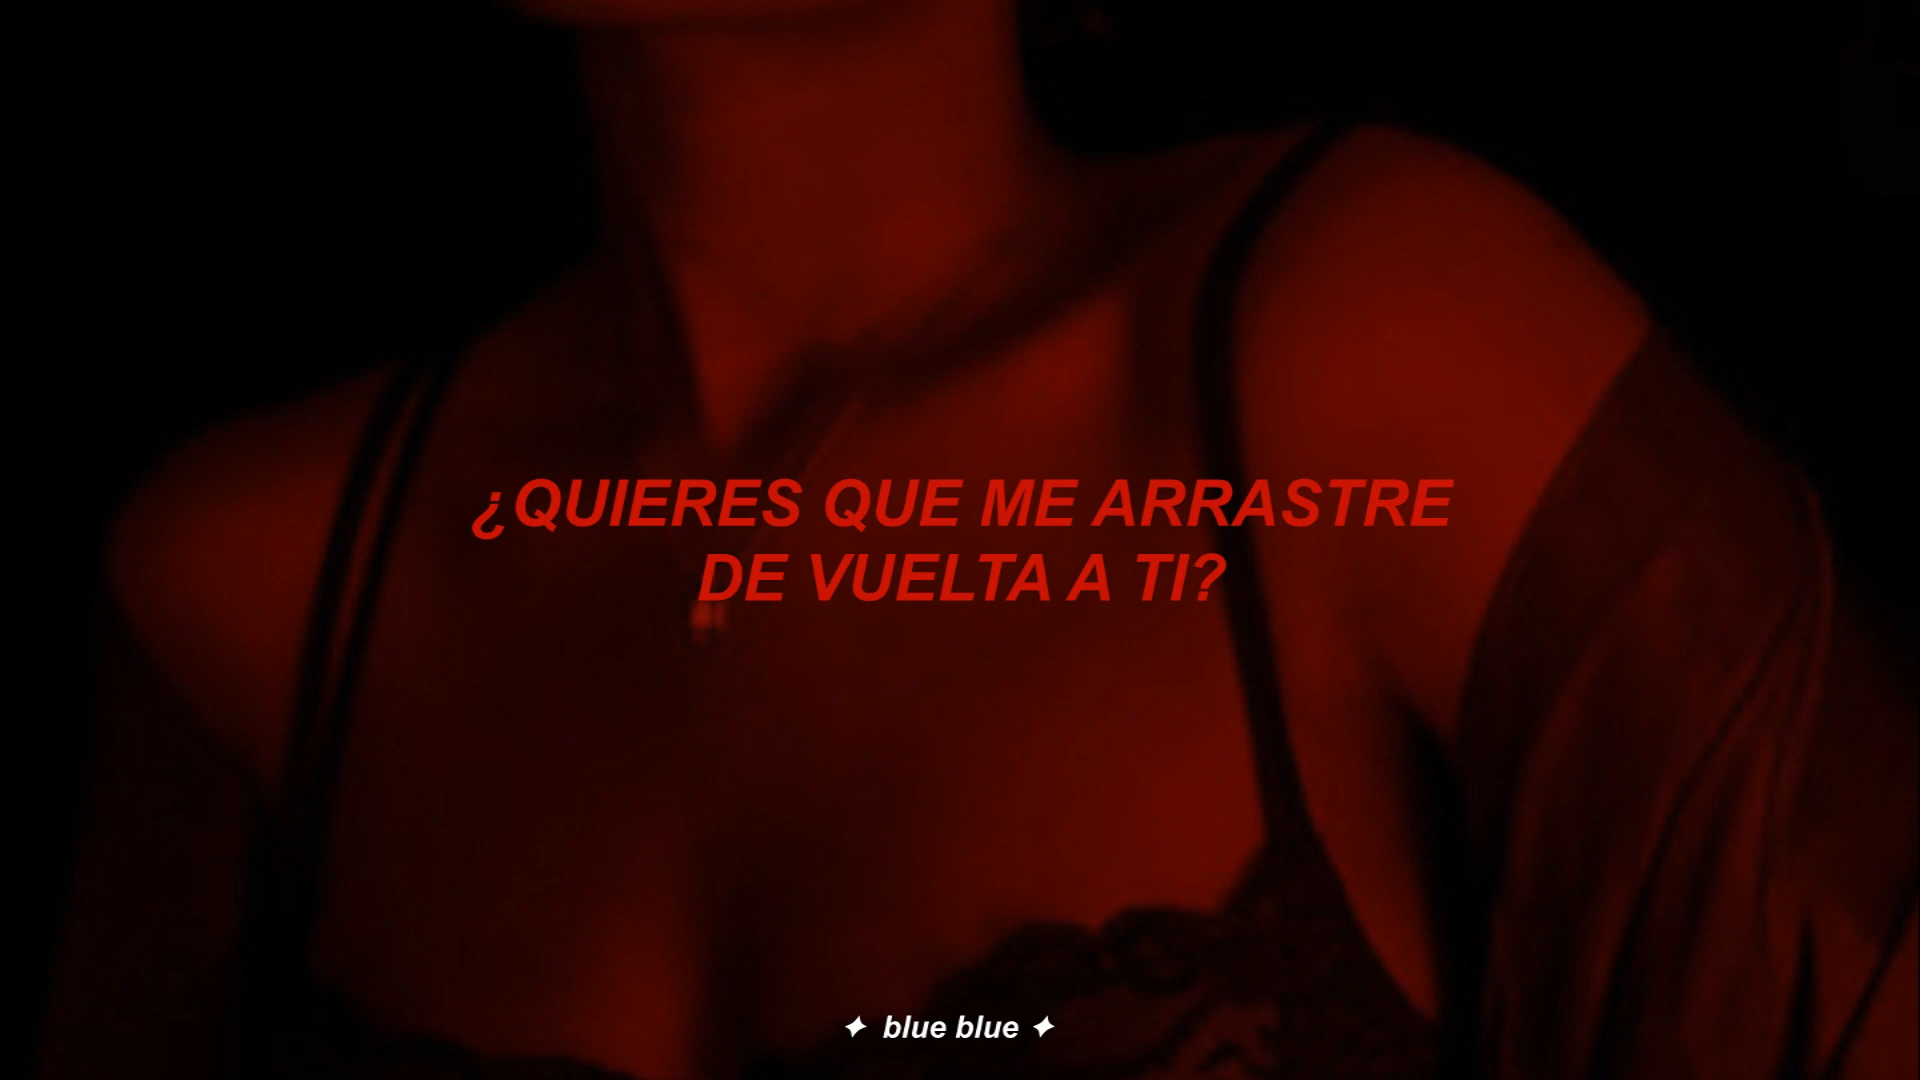 ¿QUIERES QUE ME ARRASTRE
DE VUELTA A TI?
✦ blue blue ✦